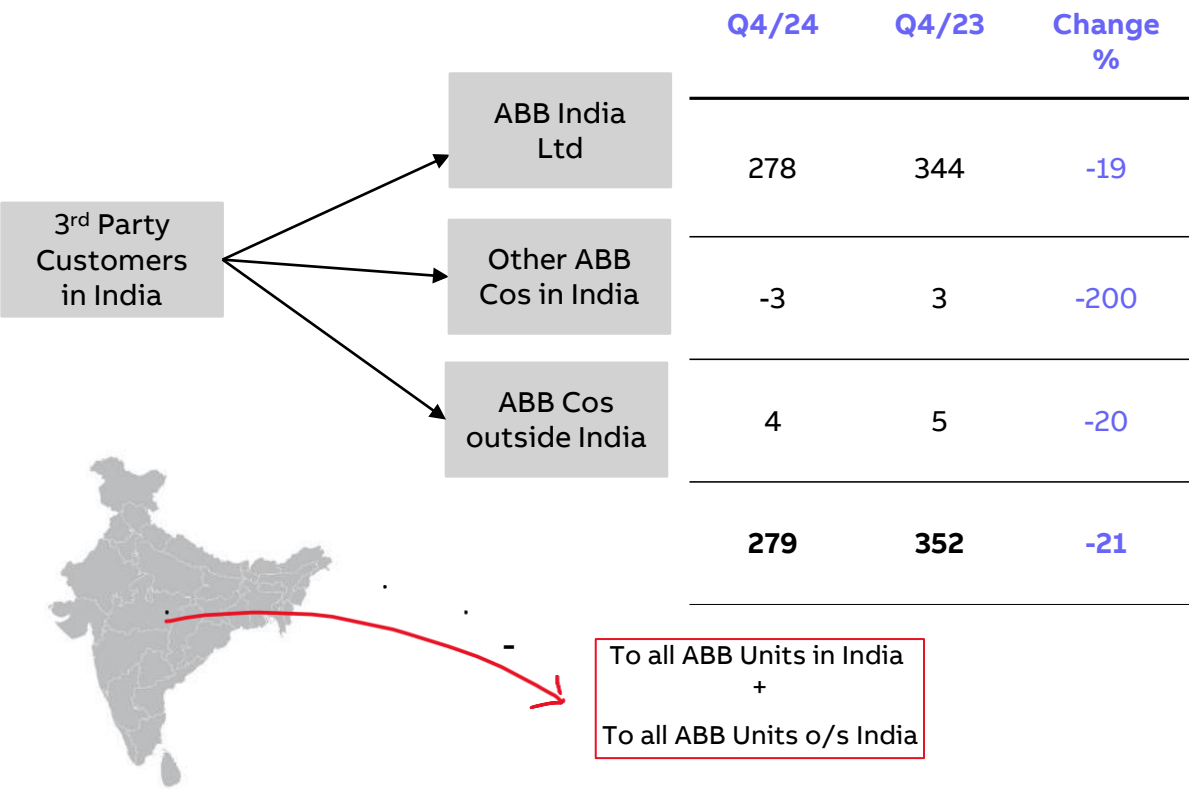 Q4/24 Q4/23 Change
%
ABB India
Ltd
278 344 -19
3rd Party
Customers
in India
Other ABB
Cos in India
-3 3 -200
ABB Cos
outside India
4 5 -20
279 352 -21
To all ABB Units in India
+
To all ABB Units o/s India